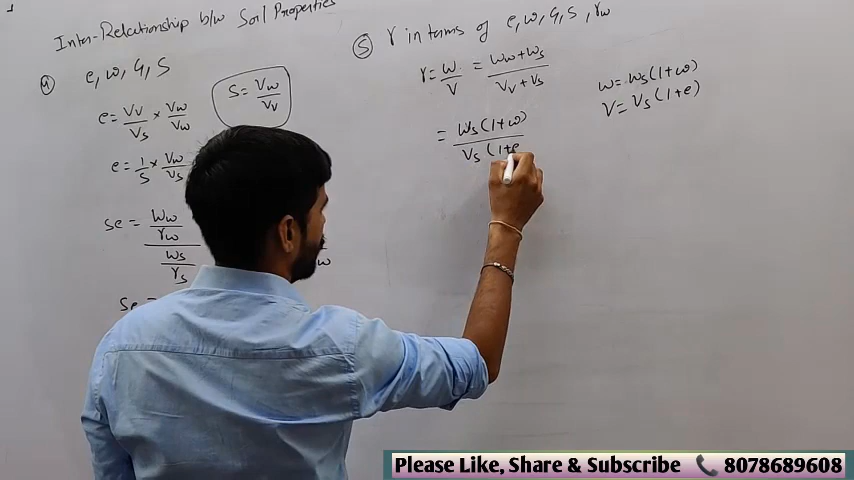 Inter-Relationship b/w Soil Properties
④ e, w, G, S
S = Vw/Vv
e = Vv/Vs × Vw/Vw
e = 1/S × Vw/Vs
Se = (Ww/γw)/(Ws/γs)
Se =
w
⑤ γ in terms of e, w, G, S, γw
γ = W/V = (Ww + Ws)/(Vv + Vs)
= Ws(1+w)/Vs(1+e
W = Ws(1+w)
V = Vs(1+e)
Please Like, Share & Subscribe 📞 8078689608